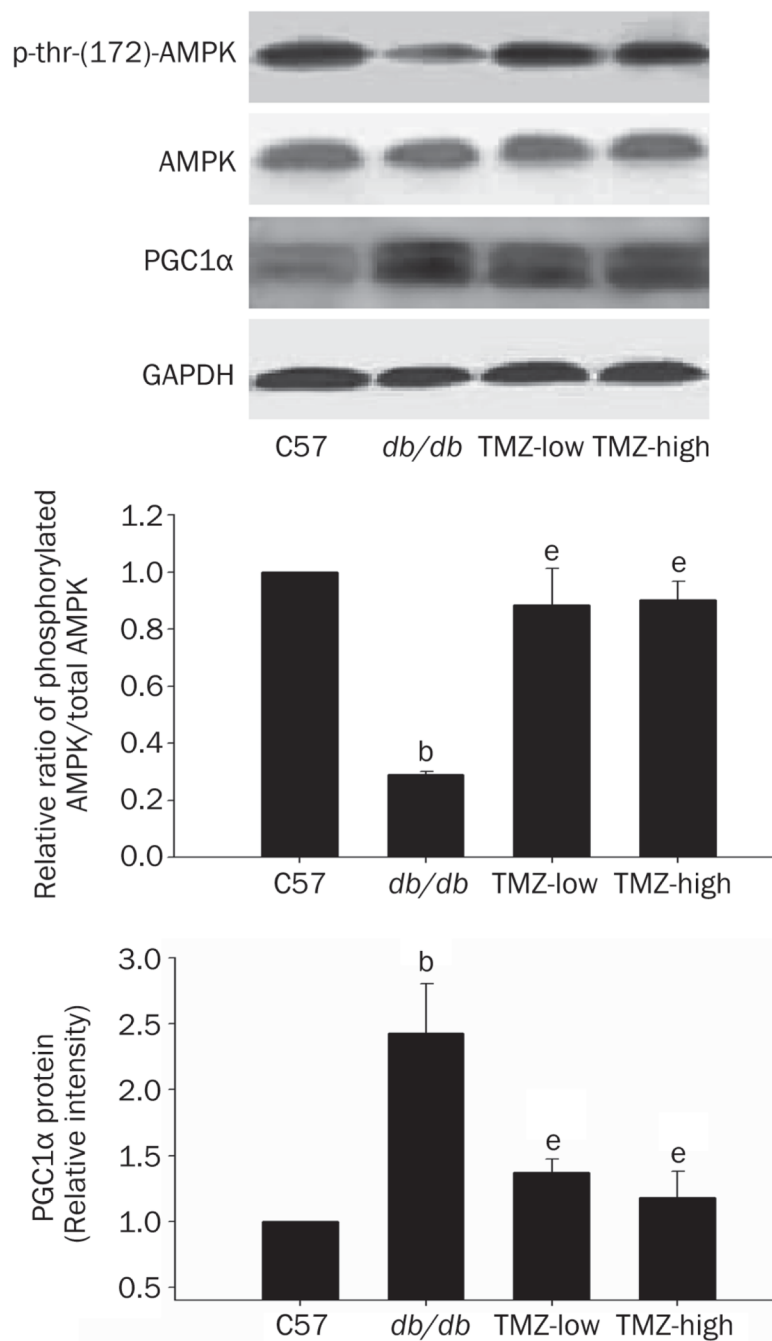 p-thr-(172)-AMPK
AMPK
PGC1α
GAPDH
C57 db/db TMZ-low TMZ-high
Relative ratio of phosphorylated
AMPK/total AMPK
1.2
1.0
0.8
0.6
0.4
0.2
0.0
b
e
e
C57 db/db TMZ-low TMZ-high
PGC1α protein
(Relative intensity)
3.0
2.5
2.0
1.5
1.0
0.5
b
e
e
C57 db/db TMZ-low TMZ-high